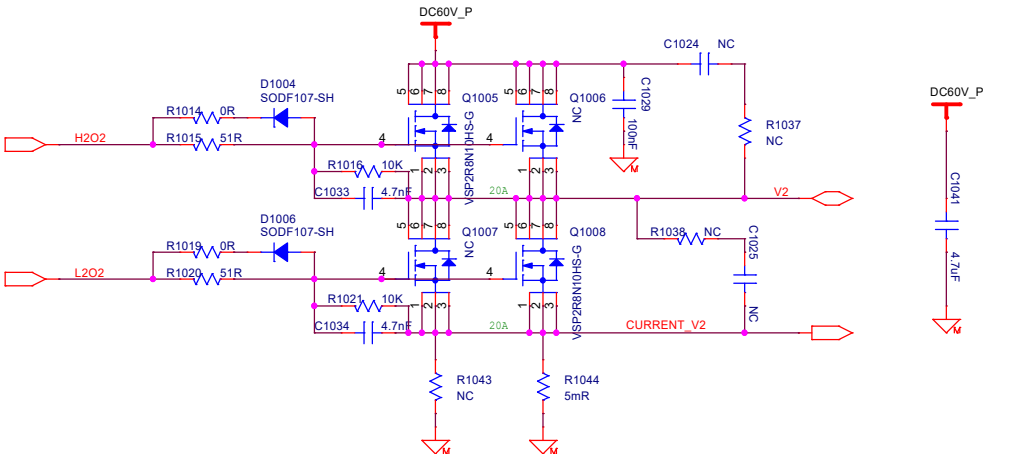 DC60V_P
C1024 NC
D1004
SODF107-SH
R1014 0R
H2O2
R1015 51R
5 6 7 8
Q1005
VSP2R8N10HS-G
4
1 2 3
5 6 7 8
Q1006
NC
4
1 2 3
C1029
100nF
M
R1037
NC
DC60V_P
C1041
4.7uF
M
R1016 10K
C1033 4.7nF
20A
V2
D1006
SODF107-SH
R1019 0R
L2O2
R1020 51R
5 6 7 8
Q1007
NC
4
1 2 3
5 6 7 8
Q1008
VSP2R8N10HS-G
4
1 2 3
R1038 NC
C1025
NC
R1021 10K
C1034 4.7nF
20A
CURRENT_V2
R1043
NC
M
R1044
5mR
M